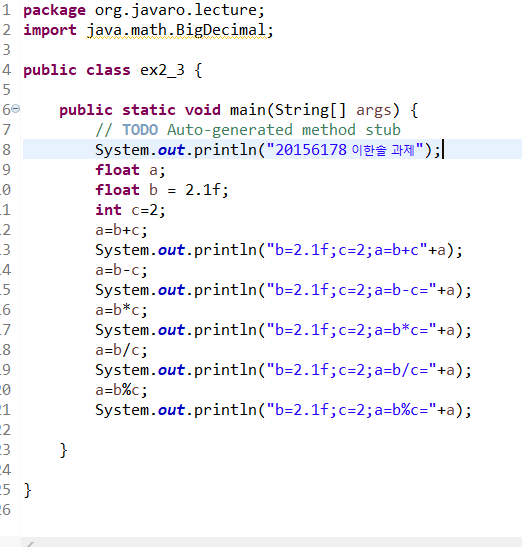 1 package org.javaro.lecture;
2 import java.math.BigDecimal;
3
4 public class ex2_3 {
5
6 public static void main(String[] args) {
7 // TODO Auto-generated method stub
8 System.out.println("20156178 이한솔 과제");
9 float a;
10 float b = 2.1f;
11 int c=2;
12 a=b+c;
13 System.out.println("b=2.1f;c=2;a=b+c"+a);
14 a=b-c;
15 System.out.println("b=2.1f;c=2;a=b-c="+a);
16 a=b*c;
17 System.out.println("b=2.1f;c=2;a=b*c="+a);
18 a=b/c;
19 System.out.println("b=2.1f;c=2;a=b/c="+a);
20 a=b%c;
21 System.out.println("b=2.1f;c=2;a=b%c="+a);
22
23 }
24
25 }
26